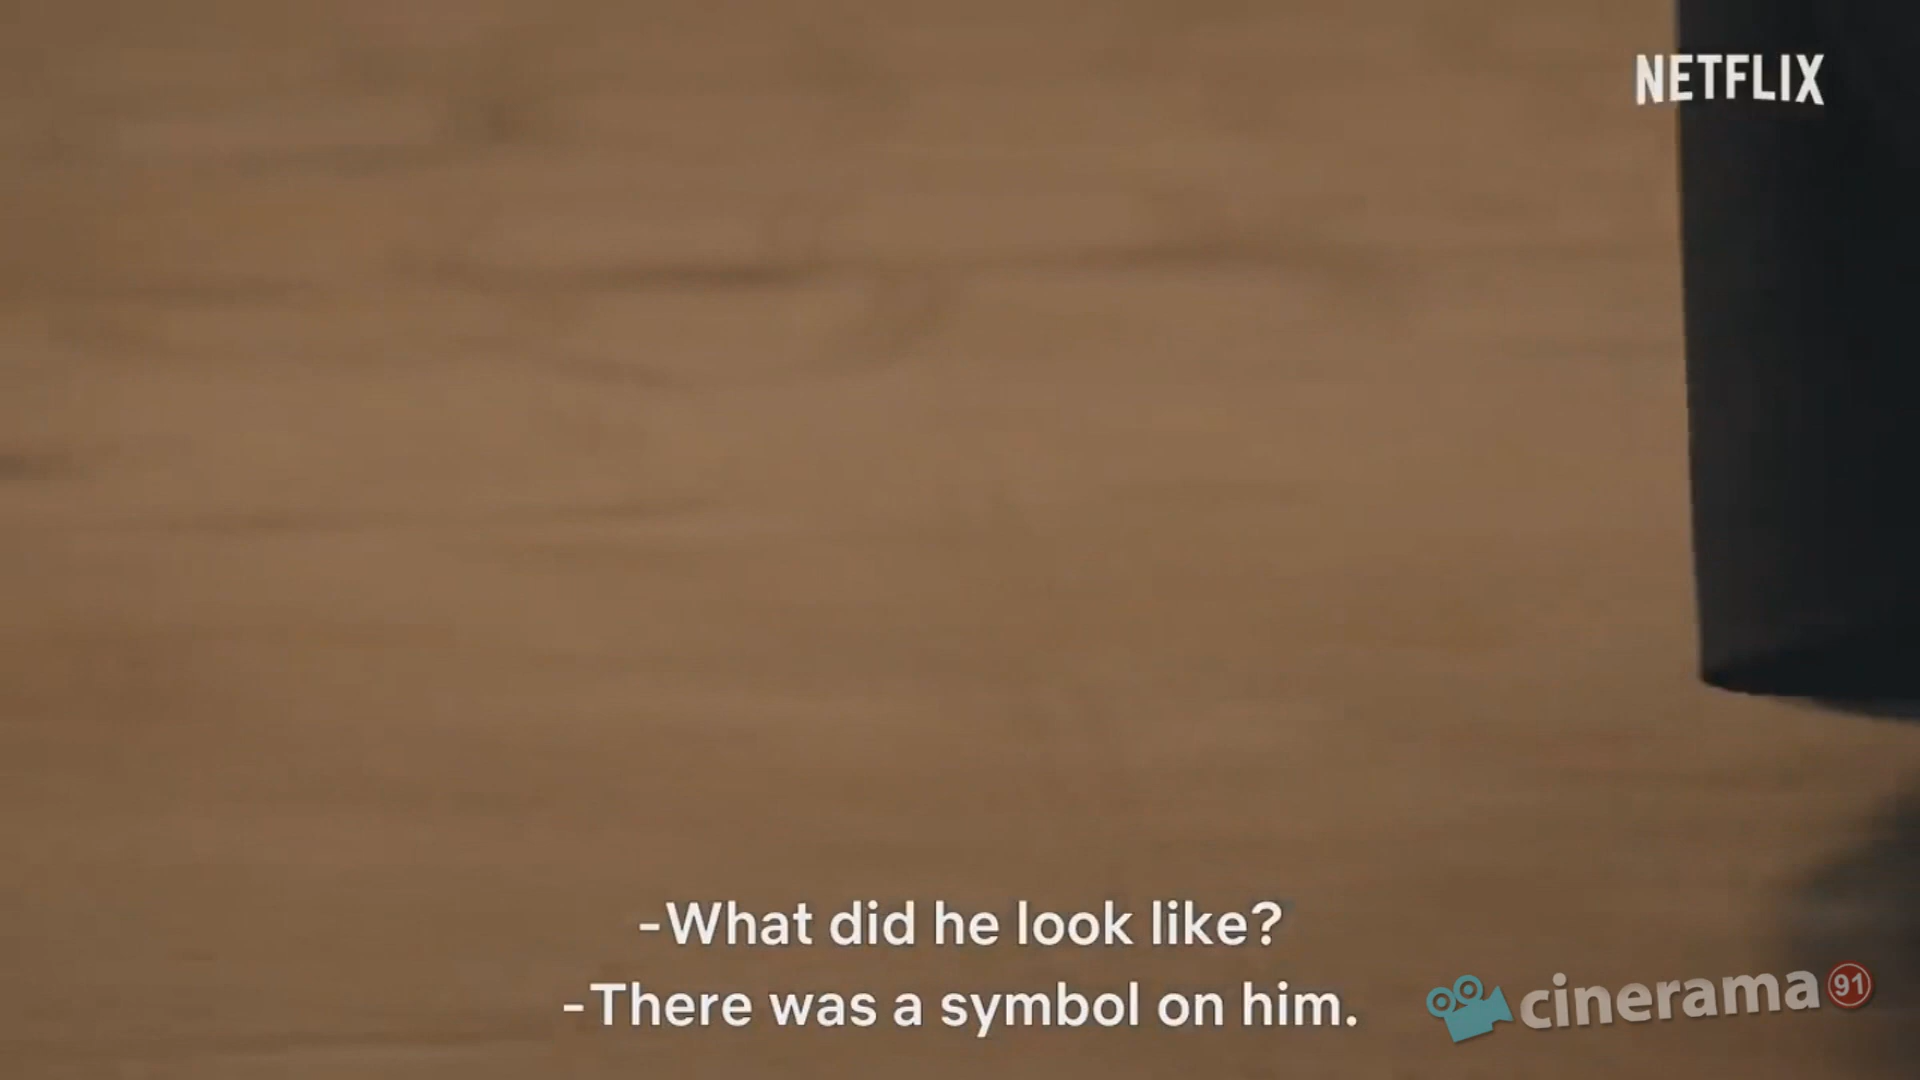 NETFLIX
-What did he look like?
-There was a symbol on him.
cinerama 91